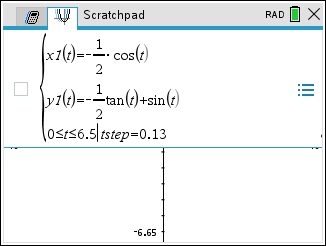 Scratchpad RAD
x1(t)=-1/2·cos(t)
y1(t)=-1/2tan(t)+sin(t)
0≤t≤6.5 tstep=0.13
-6.65